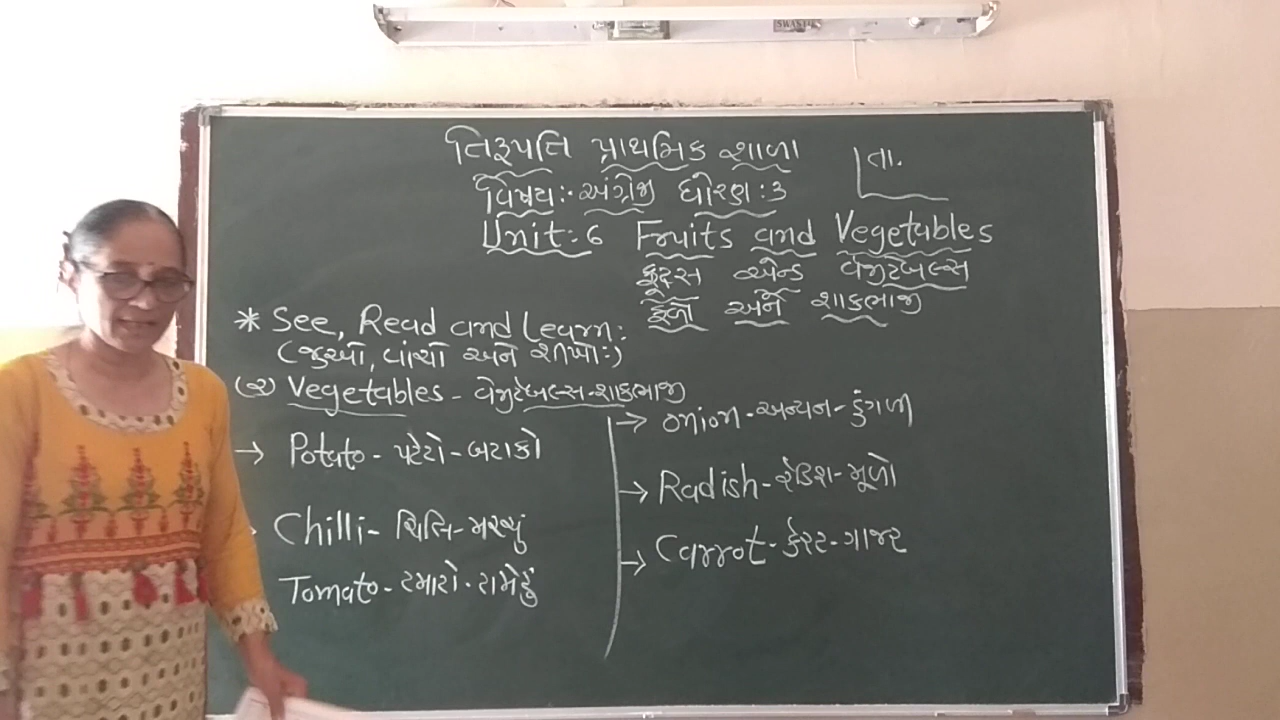 SWASTIK
તિરૂપતિ પ્રાથમિક શાળા
તા.
વિષય:- અંગ્રેજી ધોરણ : ૩
Unit:- 6 Fruits and Vegetables
ફ્રૂટ્સ એન્ડ વેજીટેબલ્સ
ફળો અને શાકભાજી
* See, Read and Learn:
(જુઓ, વાંચો અને શીખો:)
(૨) Vegetables - વેજીટેબલ્સ - શાકભાજી
→ Potato - પટેટો - બટાકો
Chilli - ચિલિ - મરચું
Tomato - ટમાટો - ટામેટું
→ onion - અન્યન - ડુંગળી
→ Radish - રેડિશ - મૂળો
→ Carrot - કેરટ - ગાજર